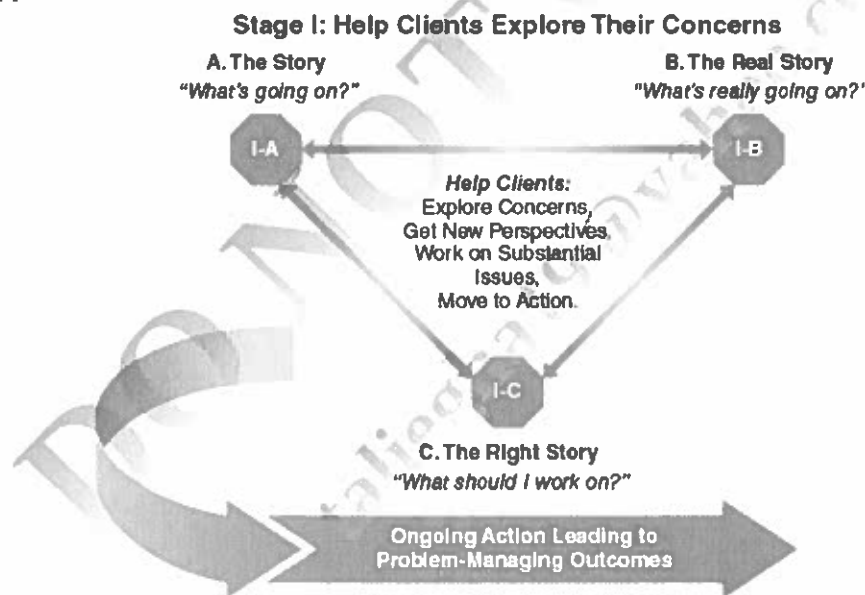 Stage I: Help Clients Explore Their Concerns
A. The Story
"What's going on?"
B. The Real Story
"What's really going on?'
I-A
I-B
Help Clients:
Explore Concerns,
Get New Perspectives,
Work on Substantial
Issues,
Move to Action.
I-C
C. The Right Story
"What should I work on?"
Ongoing Action Leading to
Problem-Managing Outcomes